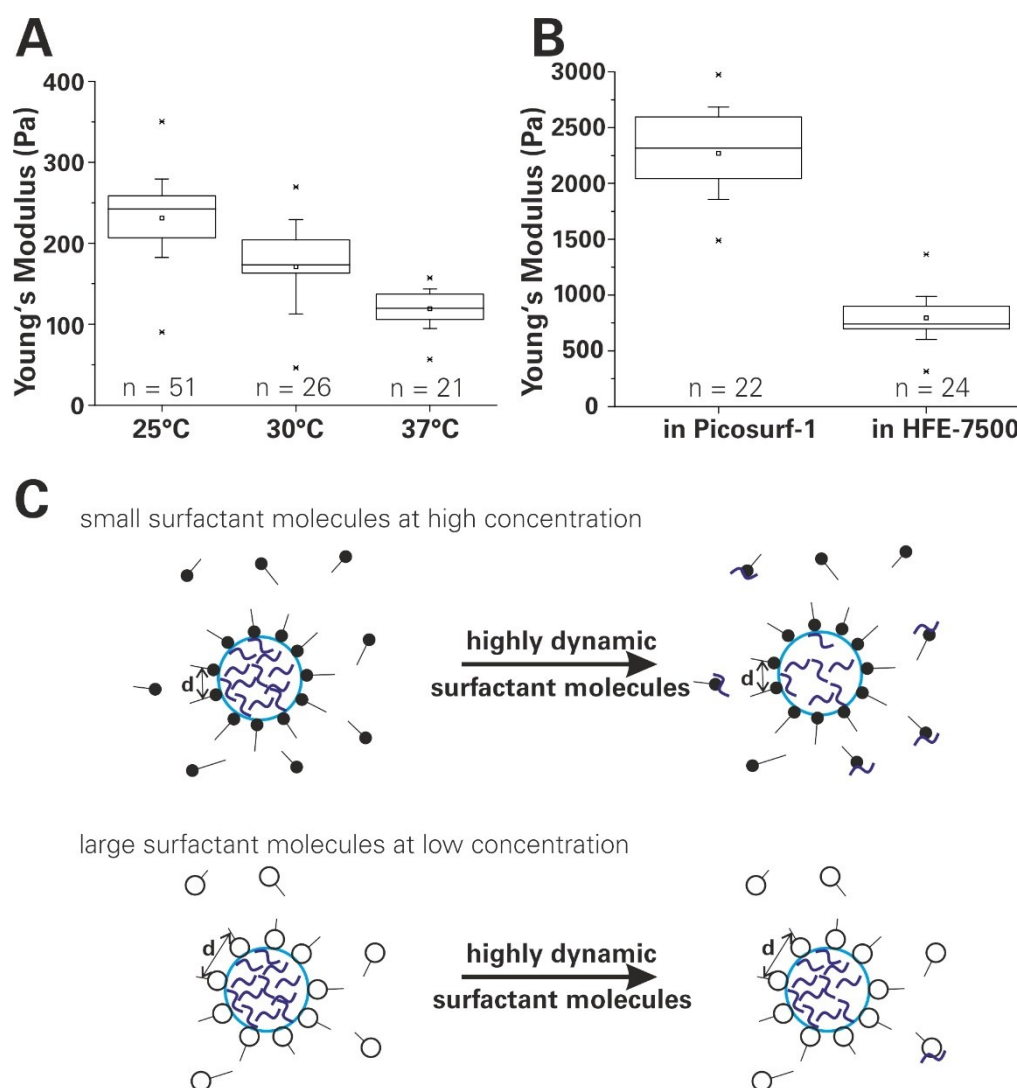 A
Young's Modulus (Pa)
400
300
200
100
0
n = 51
n = 26
n = 21
25°C
30°C
37°C
B
Young's Modulus (Pa)
3000
2500
2000
1500
1000
500
0
n = 22
n = 24
in Picosurf-1
in HFE-7500
C
small surfactant molecules at high concentration
d
highly dynamic
surfactant molecules
d
large surfactant molecules at low concentration
d
highly dynamic
surfactant molecules
d